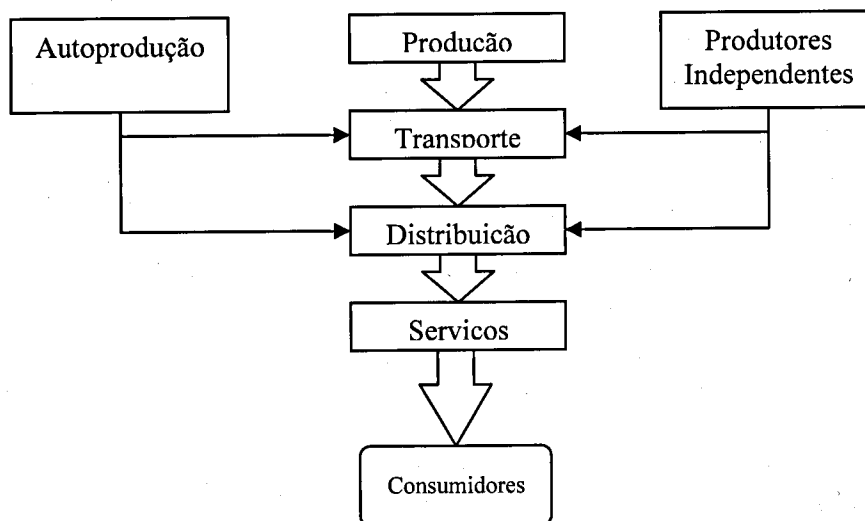 Autoprodução
Producão
Produtores
Independentes
Transporte
Distribuicão
Servicos
Consumidores